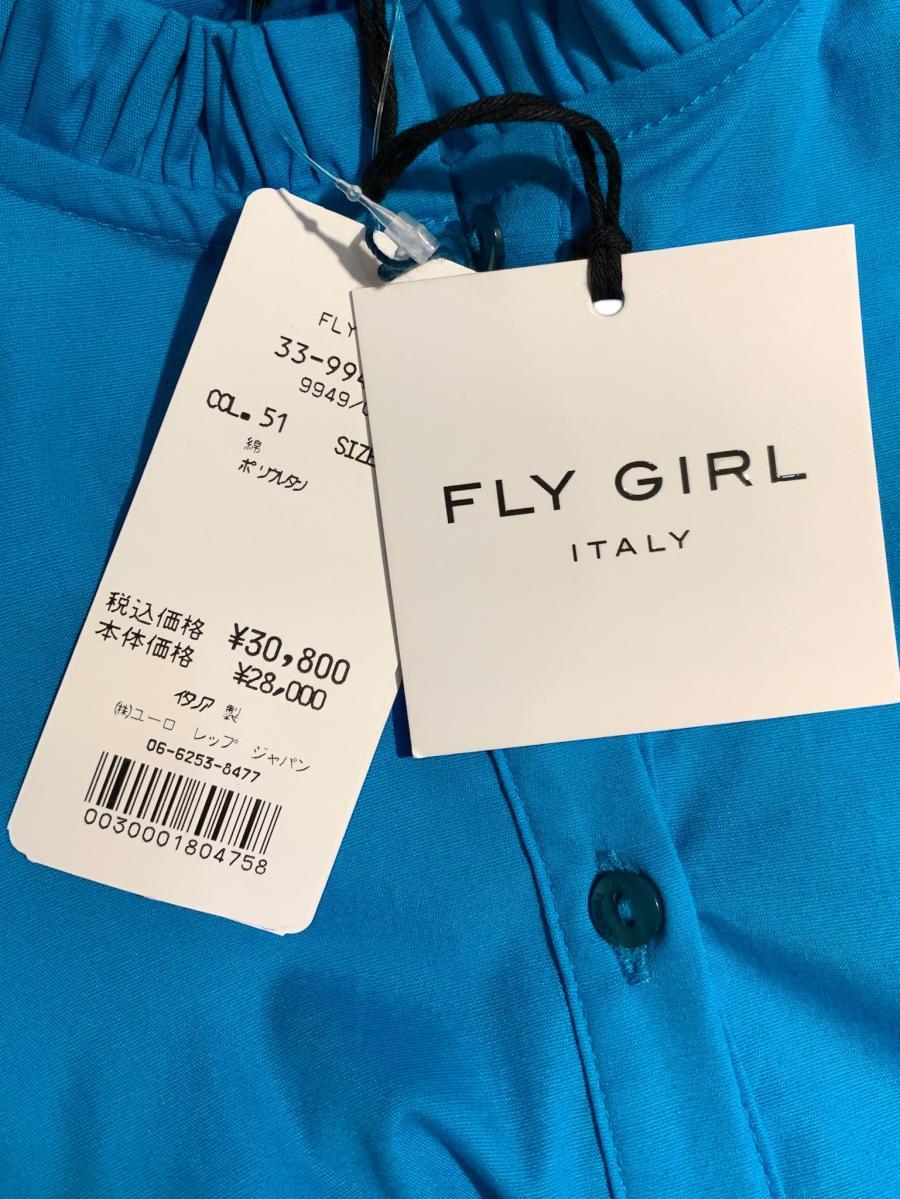 FLY
33-994
9949/
COL. 51
SIZE
綿
ポリウレタン
税込価格 ¥30,800
本体価格 ¥28,000
イタリア 製
㈱ユーロ レップ ジャパン
06-6253-8477
0030001804758
FLY GIRL
ITALY